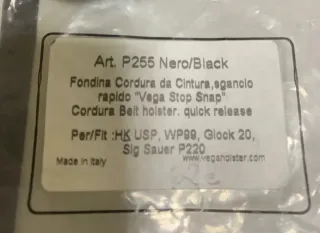 Art. P255 Nero/Black
Fondina Cordura da Cintura,sgancio
rapido "Vega Stop Snap"
Cordura Belt holster. quick release
Per/Fit :HK USP, WP99, Glock 20,
Sig Sauer P220
Made in Italy
www.vegaholster.com